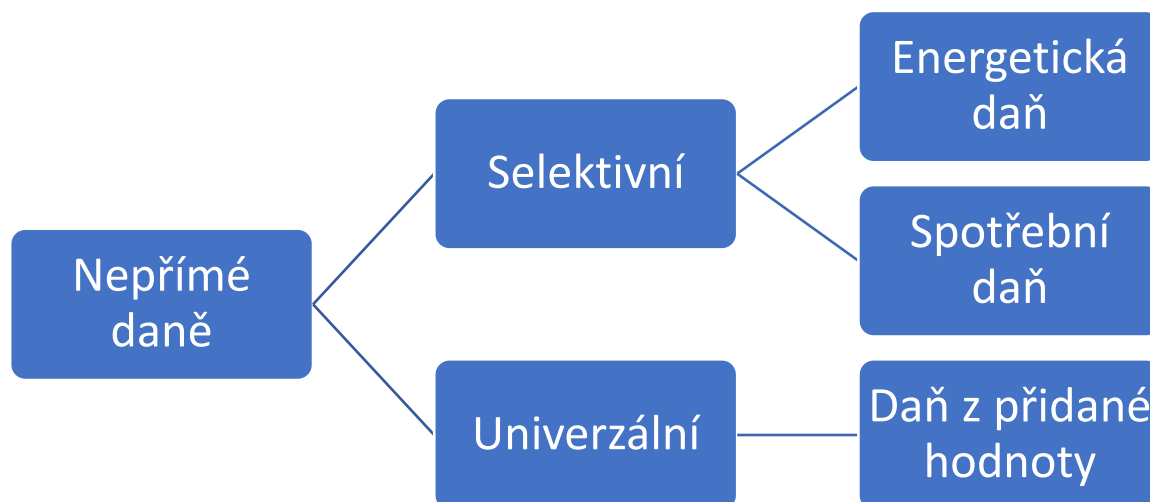 Nepřímé
daně
Selektivní
Univerzální
Energetická
daň
Spotřební
daň
Daň z přidané
hodnoty